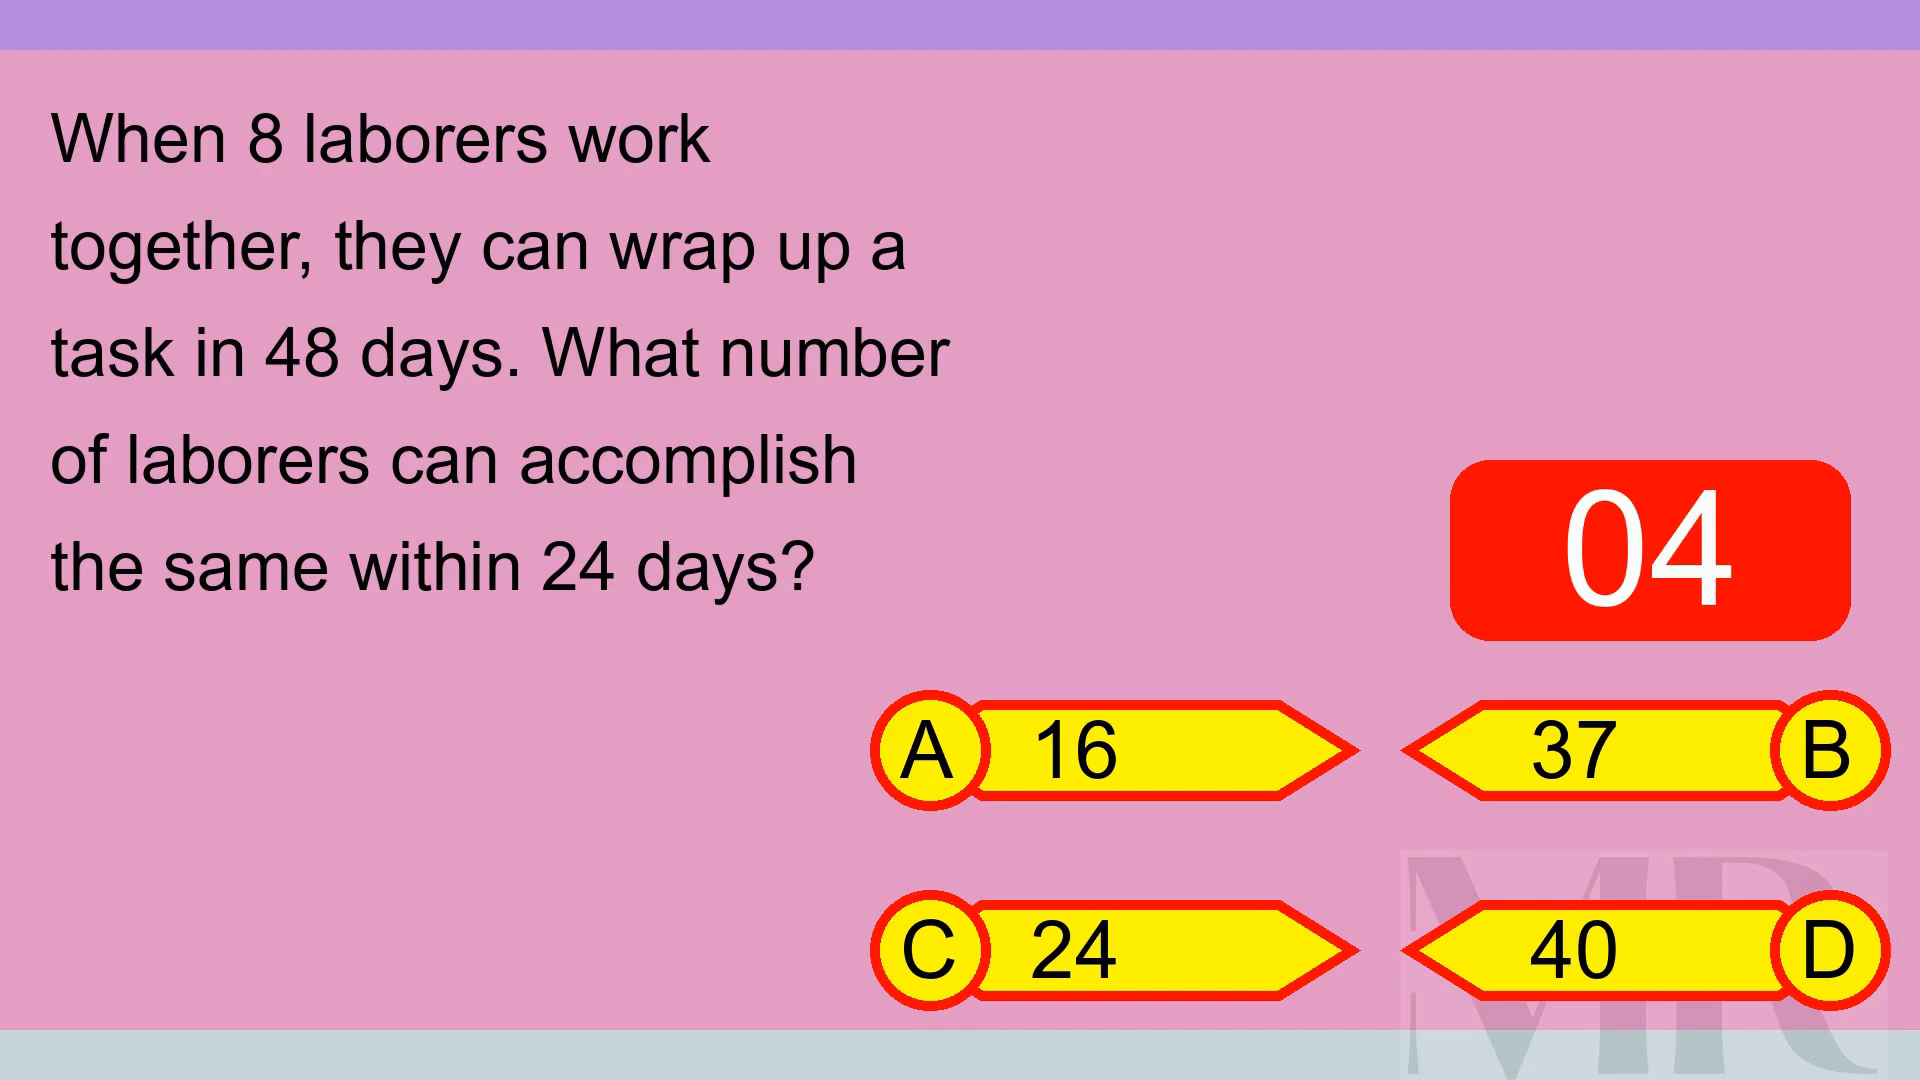 When 8 laborers work
together, they can wrap up a
task in 48 days. What number
of laborers can accomplish
the same within 24 days?
04
A 16
37 B
C 24
40 D
MR